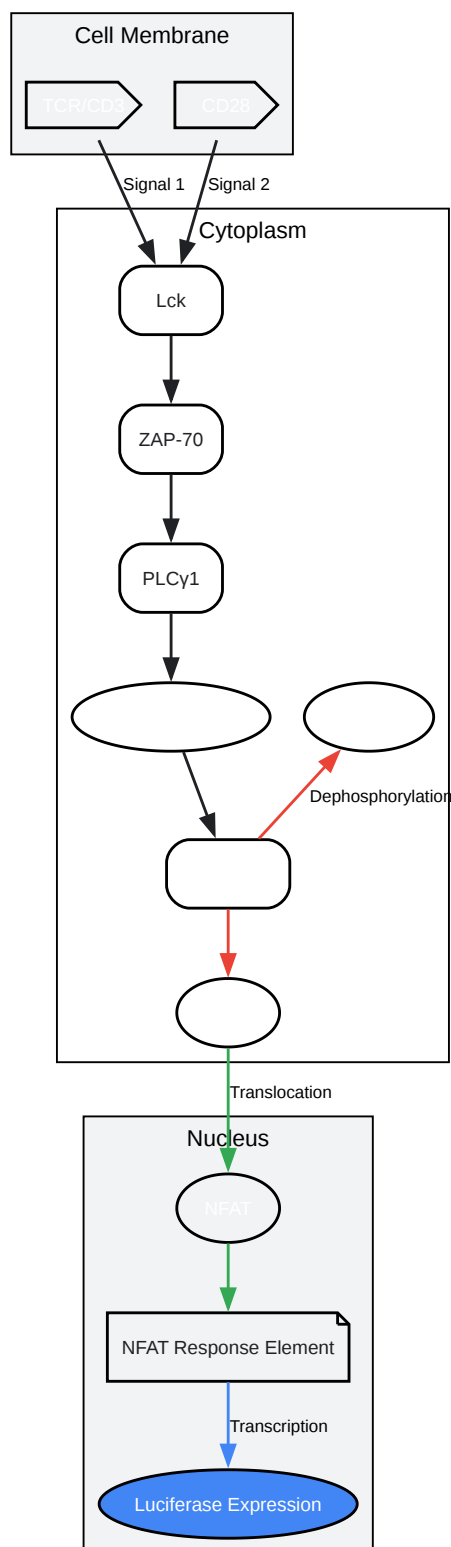 Cell Membrane
TCR/CD3
CD28
Signal 1
Signal 2
Cytoplasm
Lck
ZAP-70
PLCγ1
Dephosphorylation
Translocation
Nucleus
NFAT
NFAT Response Element
Transcription
Luciferase Expression